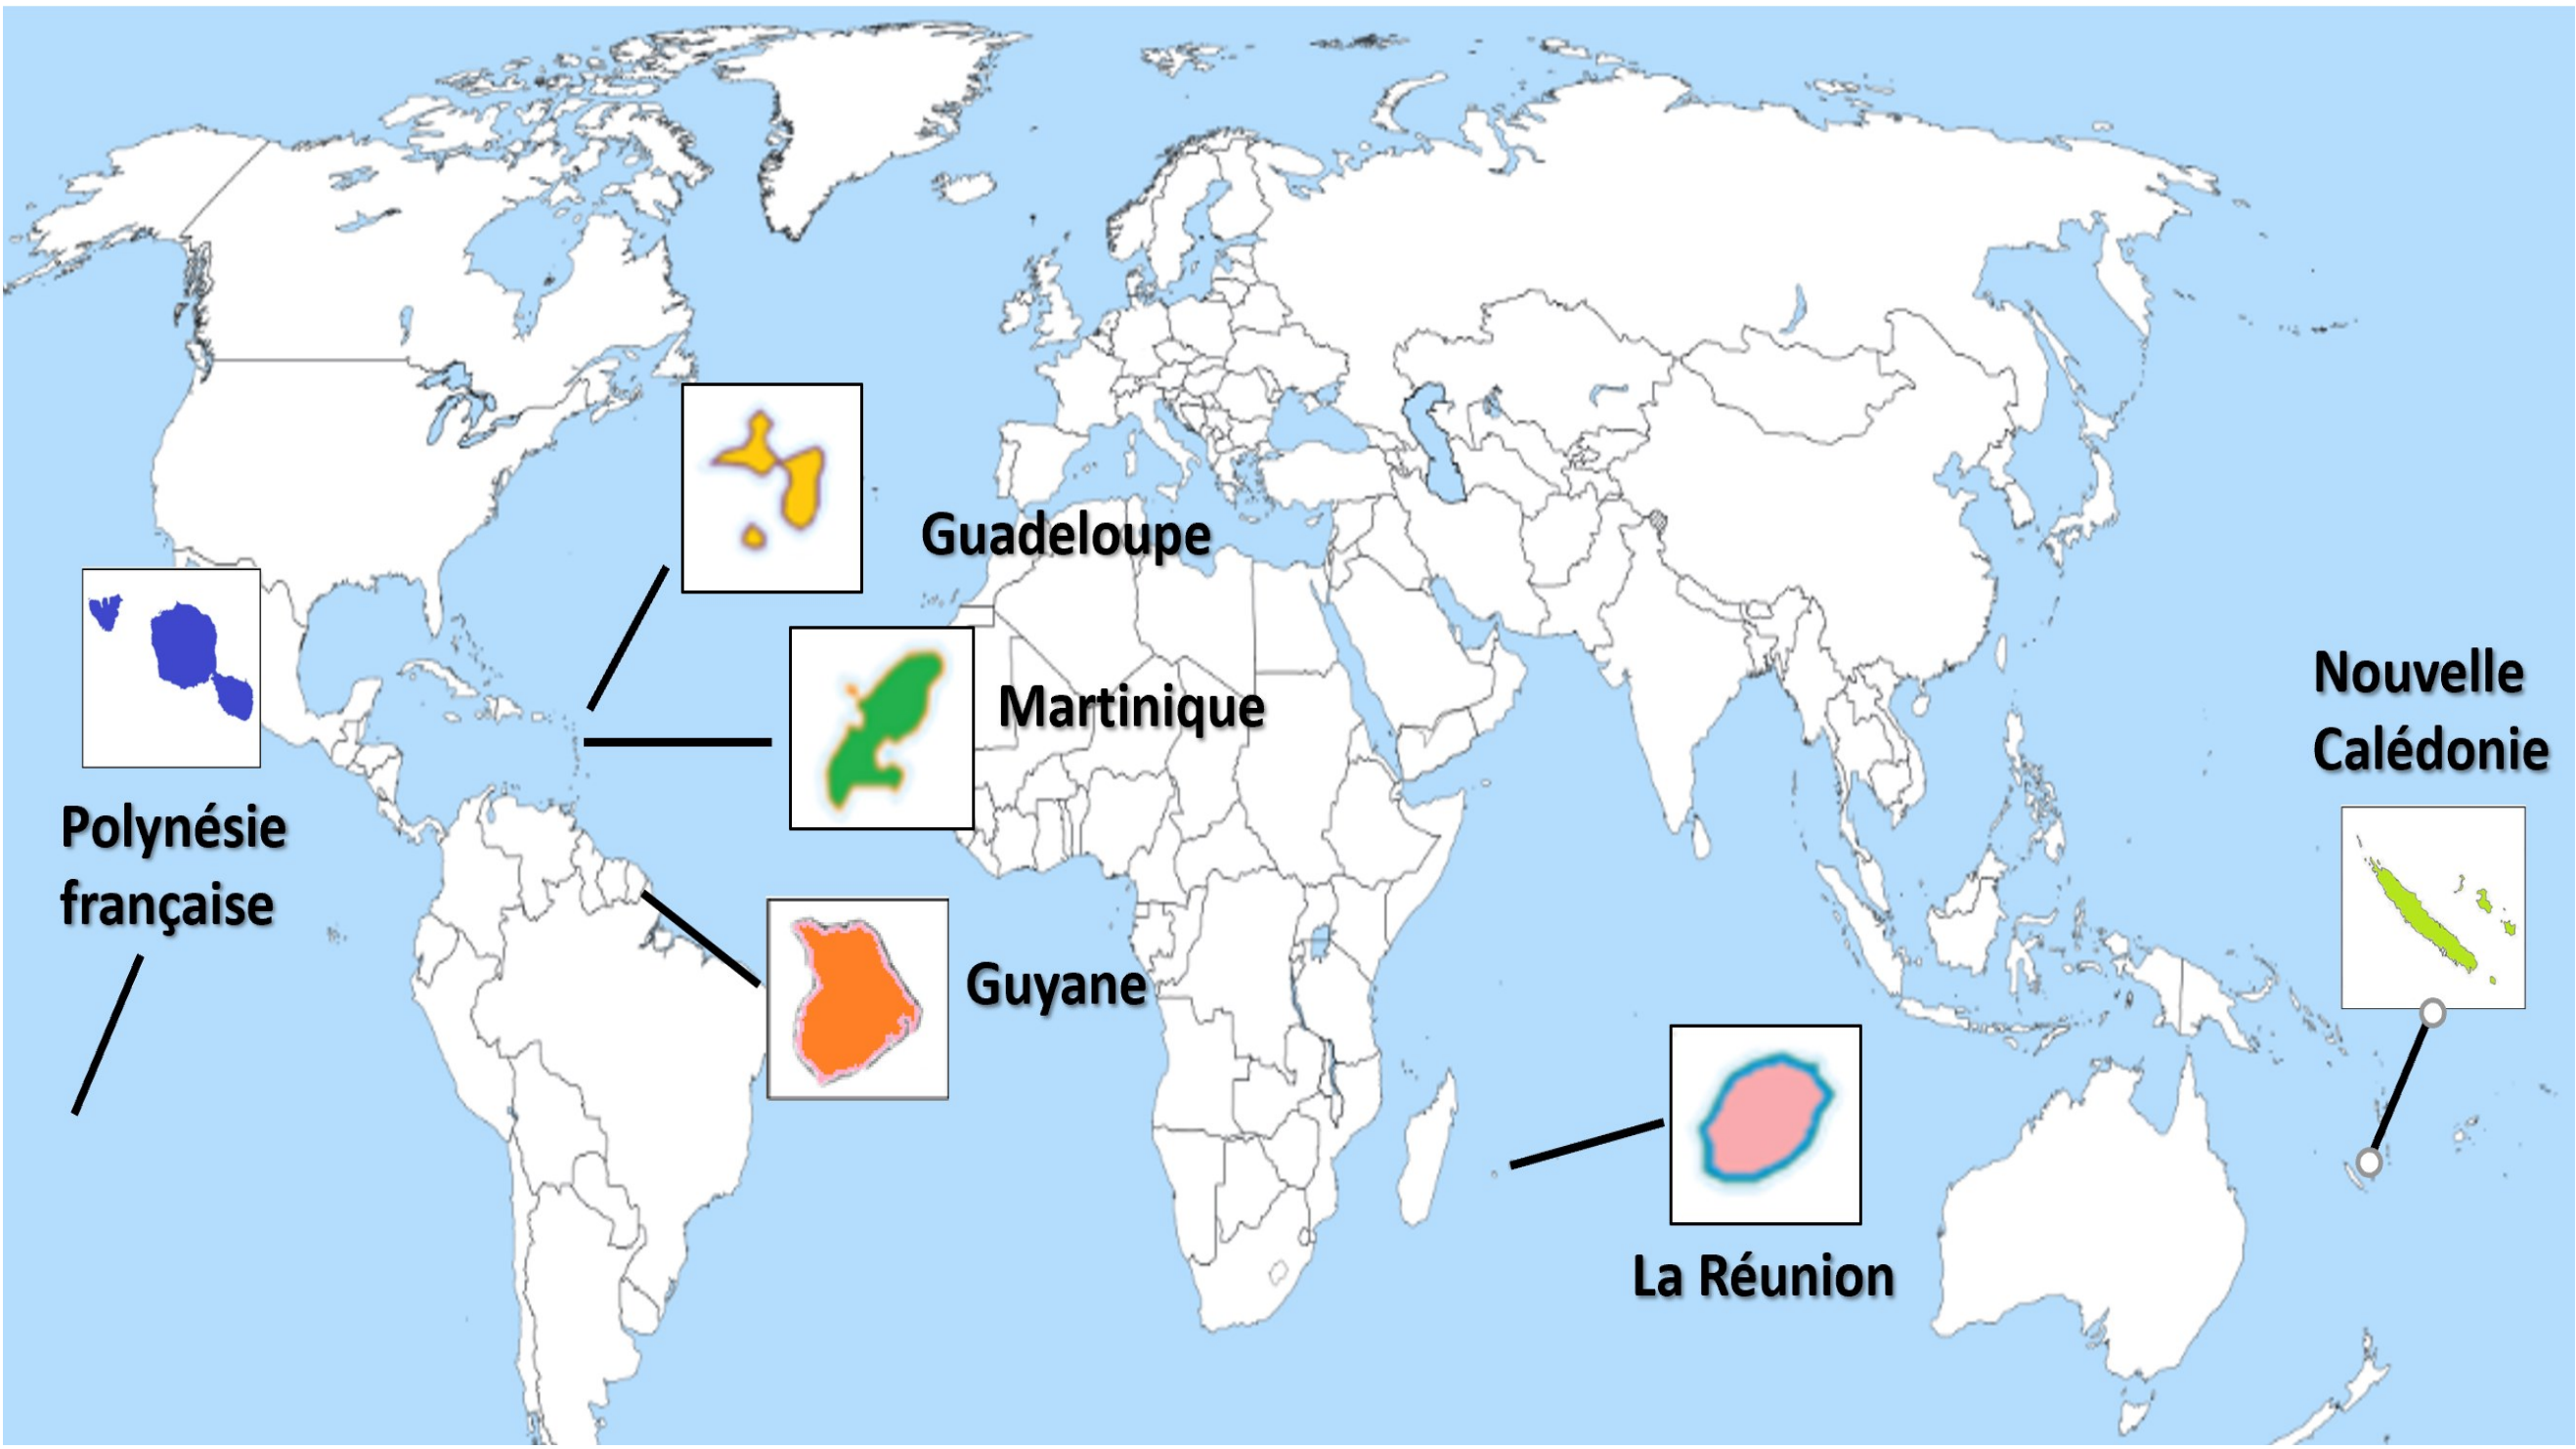 Guadeloupe
Martinique
Nouvelle
Calédonie
Polynésie
française
Guyane
La Réunion